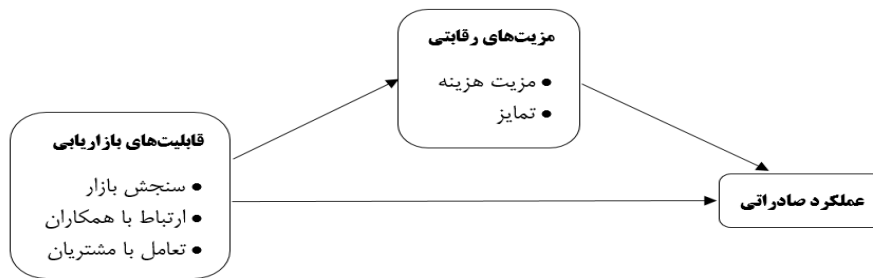 مزیت‌های رقابتی
● مزیت هزینه
● تمایز
قابلیت‌های بازاریابی
● سنجش بازار
● ارتباط با همکاران
● تعامل با مشتریان
عملکرد صادراتی